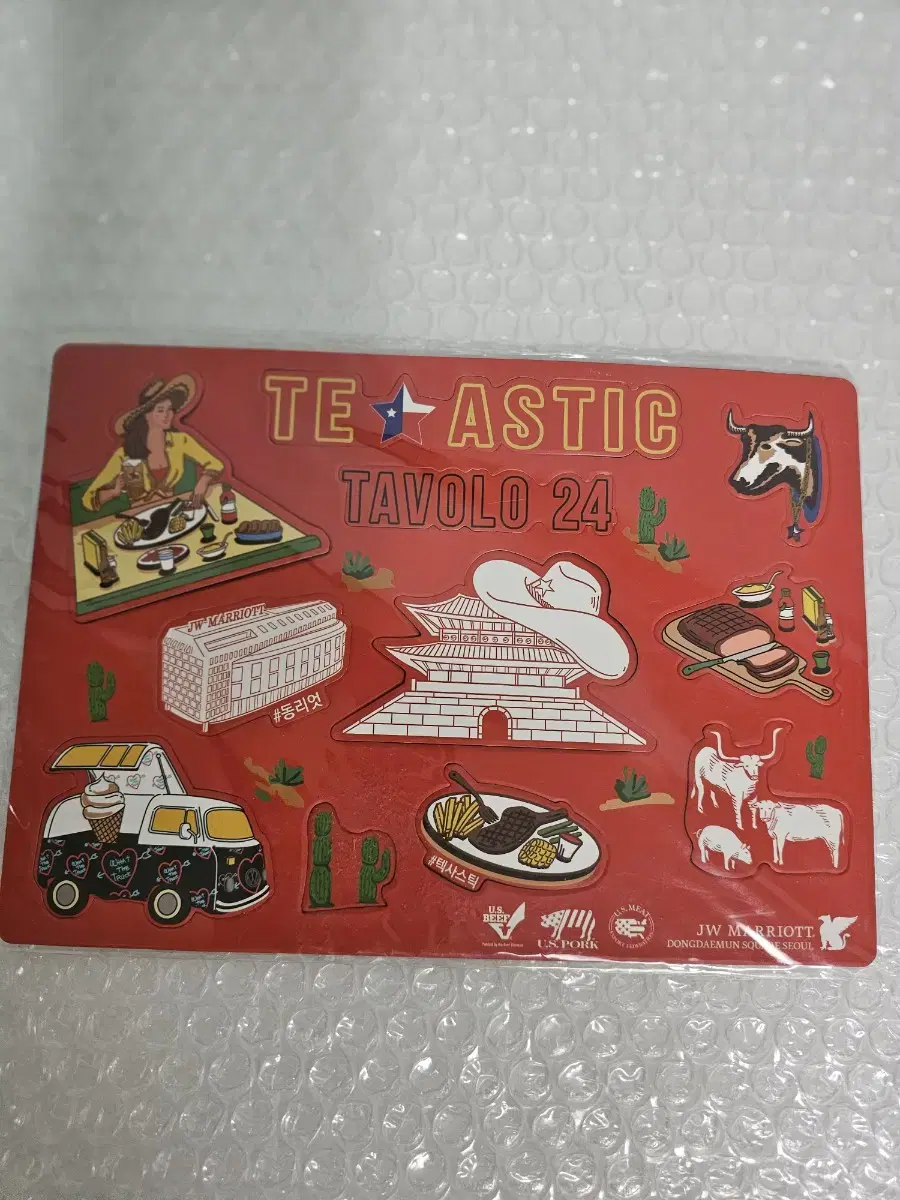 TE★ASTIC
TAVOLO 24
JW MARRIOTT
#동리엇
#텍사스틱
U.S.
BEEF
U.S. PORK
U.S. MEAT
JW MARRIOTT
DONGDAEMUN SQUARE SEOUL